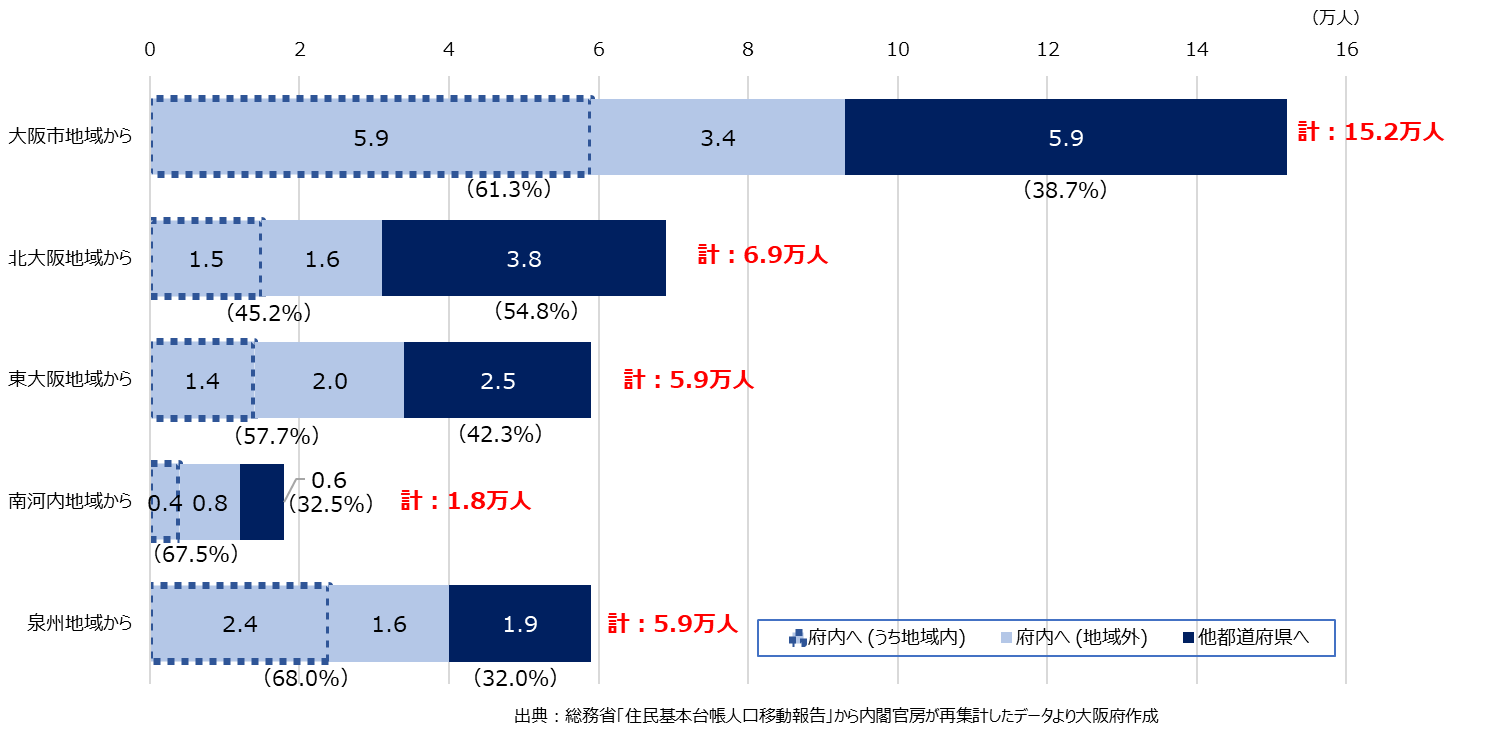 （万人）
0 2 4 6 8 10 12 14 16
大阪市地域から 5.9 3.4 5.9 計：15.2万人
（61.3%） （38.7%）
北大阪地域から 1.5 1.6 3.8 計：6.9万人
（45.2%） （54.8%）
東大阪地域から 1.4 2.0 2.5 計：5.9万人
（57.7%） （42.3%）
南河内地域から 0.4 0.8 0.6 計：1.8万人
（67.5%） （32.5%）
泉州地域から 2.4 1.6 1.9 計：5.9万人
（68.0%） （32.0%）
府内へ (うち地域内) 府内へ (地域外) 他都道府県へ
出典：総務省「住民基本台帳人口移動報告」から内閣官房が再集計したデータより大阪府作成